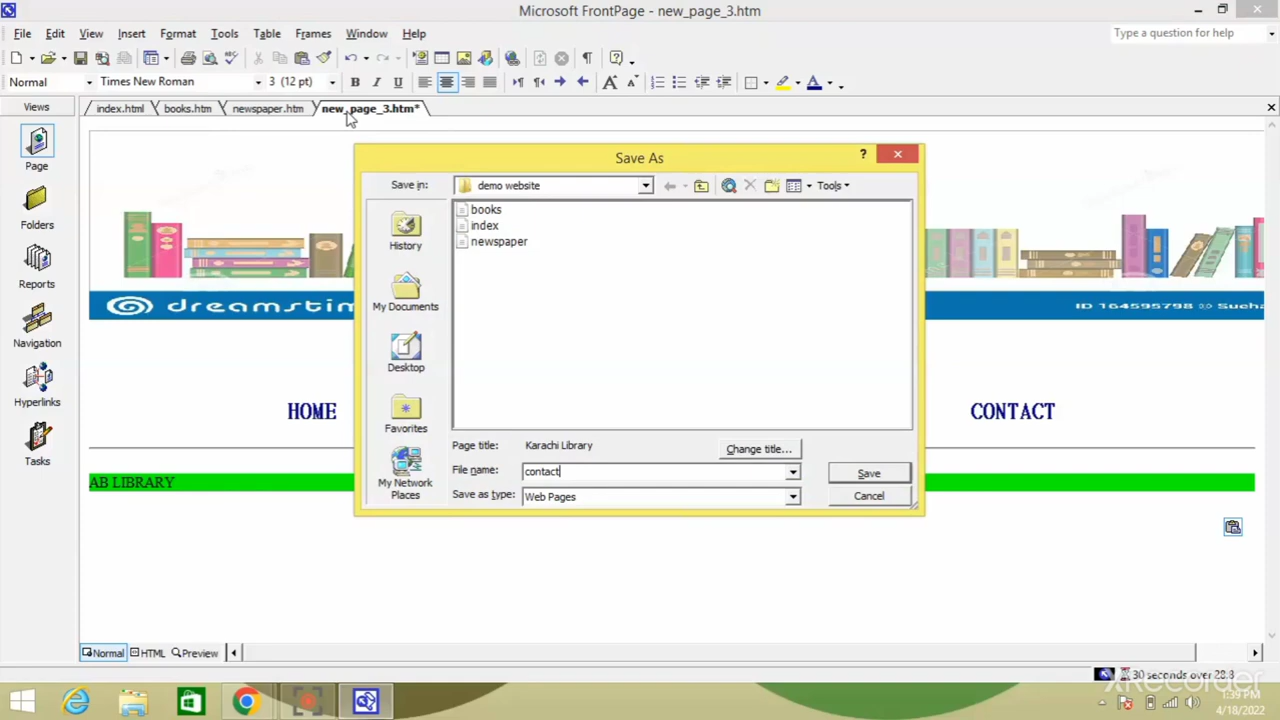 Microsoft FrontPage - new_page_3.htm
File Edit View Insert Format Tools Table Frames Window Help
Type a question for help
Normal Times New Roman 3 (12 pt) B I U
Views index.html books.htm newspaper.htm new_page_3.htm*
Page
Folders
Reports
Navigation
Hyperlinks
Tasks
Save As
Save in: demo website Tools
books
index
newspaper
History
My Documents
Desktop
Favorites
My Network Places
Page title: Karachi Library Change title...
File name: contact Save
Save as type: Web Pages Cancel
dreamstim
ID 164595798 Sucha
HOME CONTACT
AB LIBRARY
Normal HTML Preview
30 seconds over 28.8
XRecorder
1:39 PM
4/18/2022